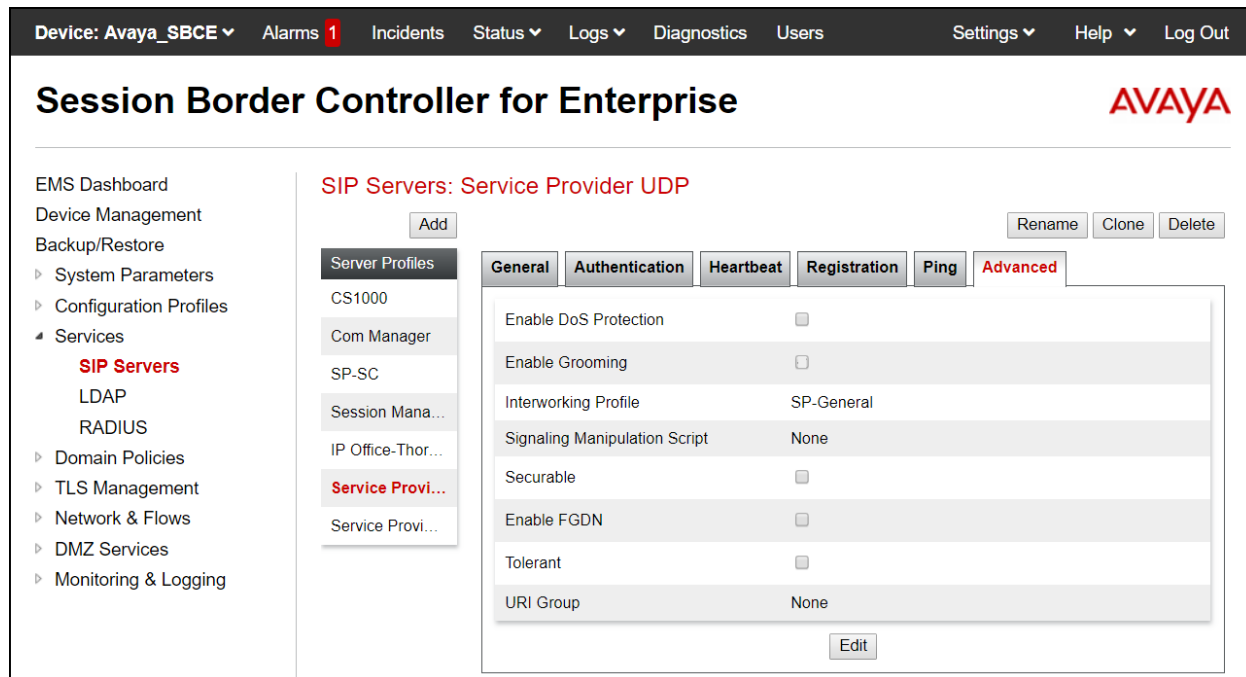 Device: Avaya_SBCE Alarms 1 Incidents Status Logs Diagnostics Users Settings Help Log Out
Session Border Controller for Enterprise
AVAYA
EMS Dashboard
Device Management
Backup/Restore
System Parameters
Configuration Profiles
Services
SIP Servers
LDAP
RADIUS
Domain Policies
TLS Management
Network & Flows
DMZ Services
Monitoring & Logging
SIP Servers: Service Provider UDP
Add
Rename Clone Delete
Server Profiles
CS1000
Com Manager
SP-SC
Session Mana...
IP Office-Thor...
Service Provi...
Service Provi...
General Authentication Heartbeat Registration Ping Advanced
Enable DoS Protection
Enable Grooming
Interworking Profile SP-General
Signaling Manipulation Script None
Securable
Enable FGDN
Tolerant
URI Group None
Edit